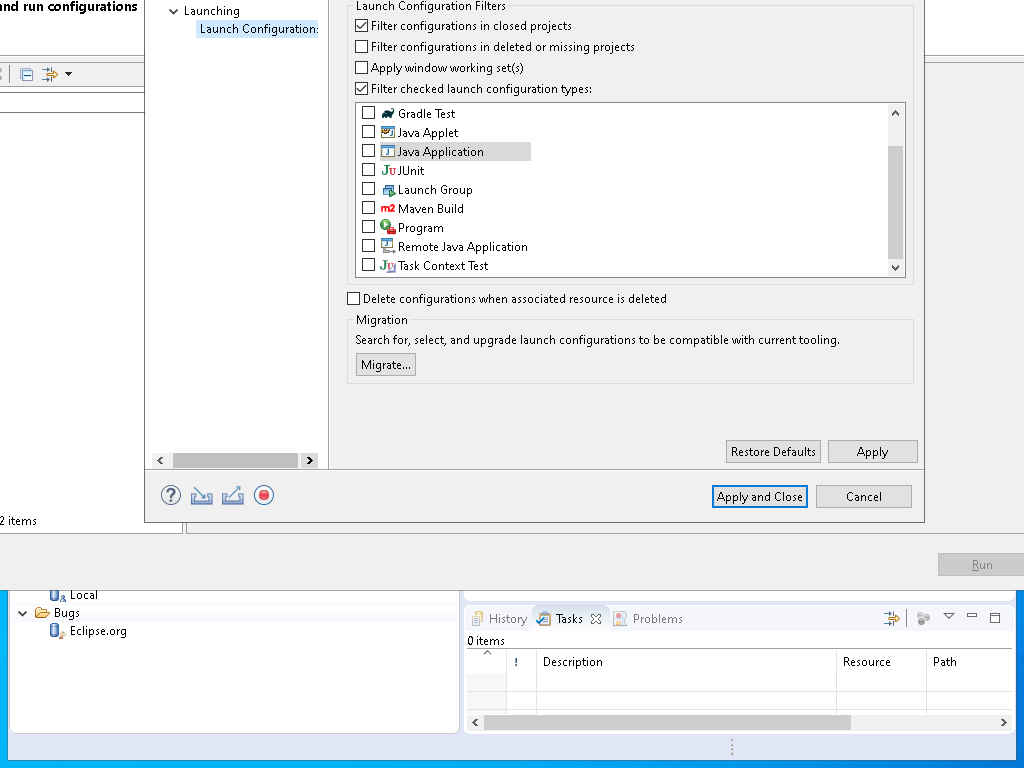 and run configurations
Launching
Launch Configurations
Launch Configuration Filters
Filter configurations in closed projects
Filter configurations in deleted or missing projects
Apply window working set(s)
Filter checked launch configuration types:
Gradle Test
Java Applet
Java Application
JUnit
Launch Group
Maven Build
Program
Remote Java Application
Task Context Test
Delete configurations when associated resource is deleted
Migration
Search for, select, and upgrade launch configurations to be compatible with current tooling.
Migrate...
Restore Defaults
Apply
Apply and Close
Cancel
2 items
Run
Local
Bugs
Eclipse.org
History
Tasks
Problems
0 items
!
Description
Resource
Path